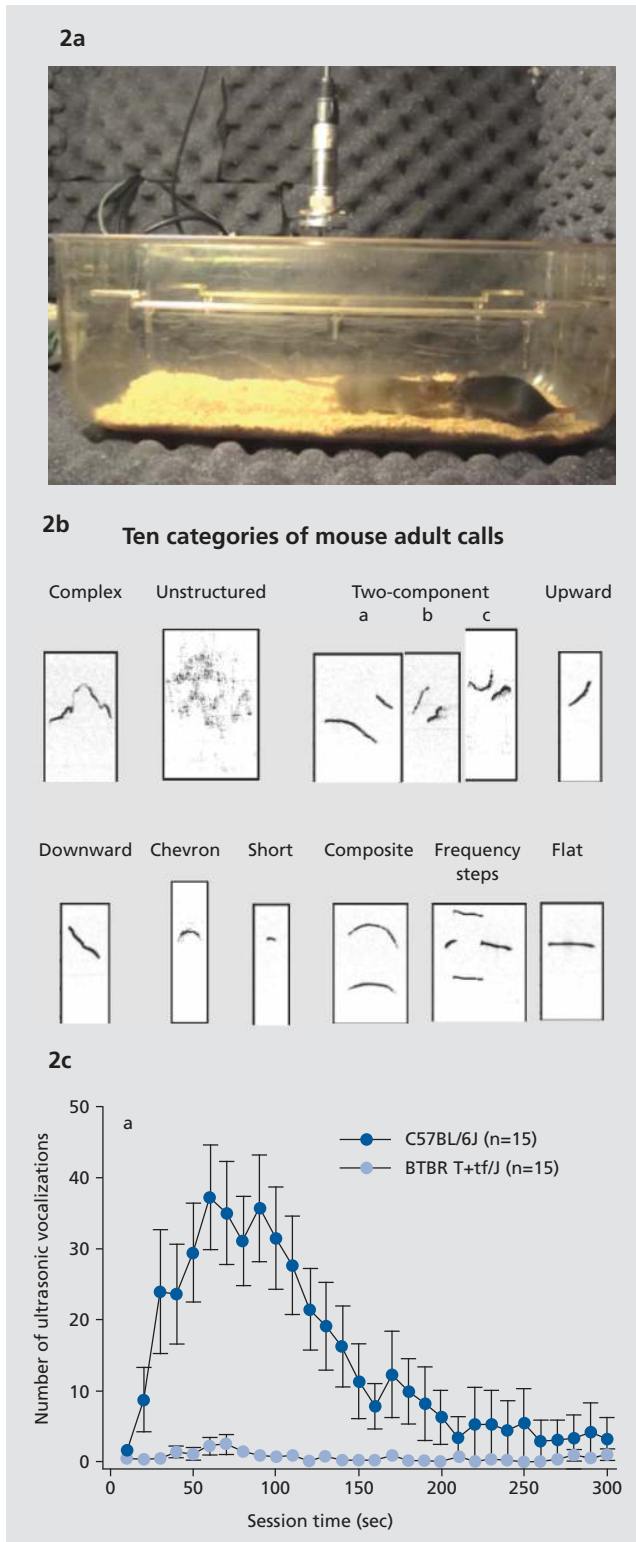 2a
2b
Ten categories of mouse adult calls
Complex Unstructured Two-component Upward
a b c
Downward Chevron Short Composite Frequency steps Flat
2c
a
50
40
30
20
10
0
Number of ultrasonic vocalizations
C57BL/6J (n=15)
BTBR T+tf/J (n=15)
0 50 100 150 200 250 300
Session time (sec)